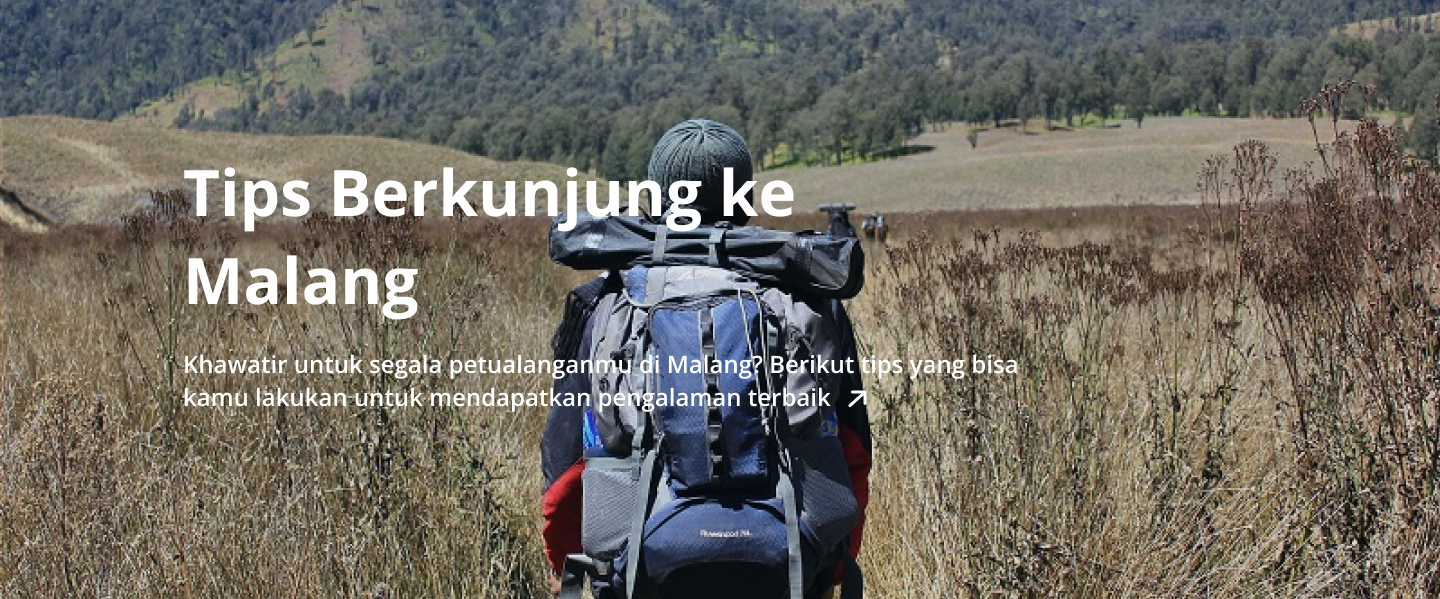 Tips Berkunjung ke
Malang
Khawatir untuk segala petualanganmu di Malang? Berikut tips yang bisa
kamu lakukan untuk mendapatkan pengalaman terbaik